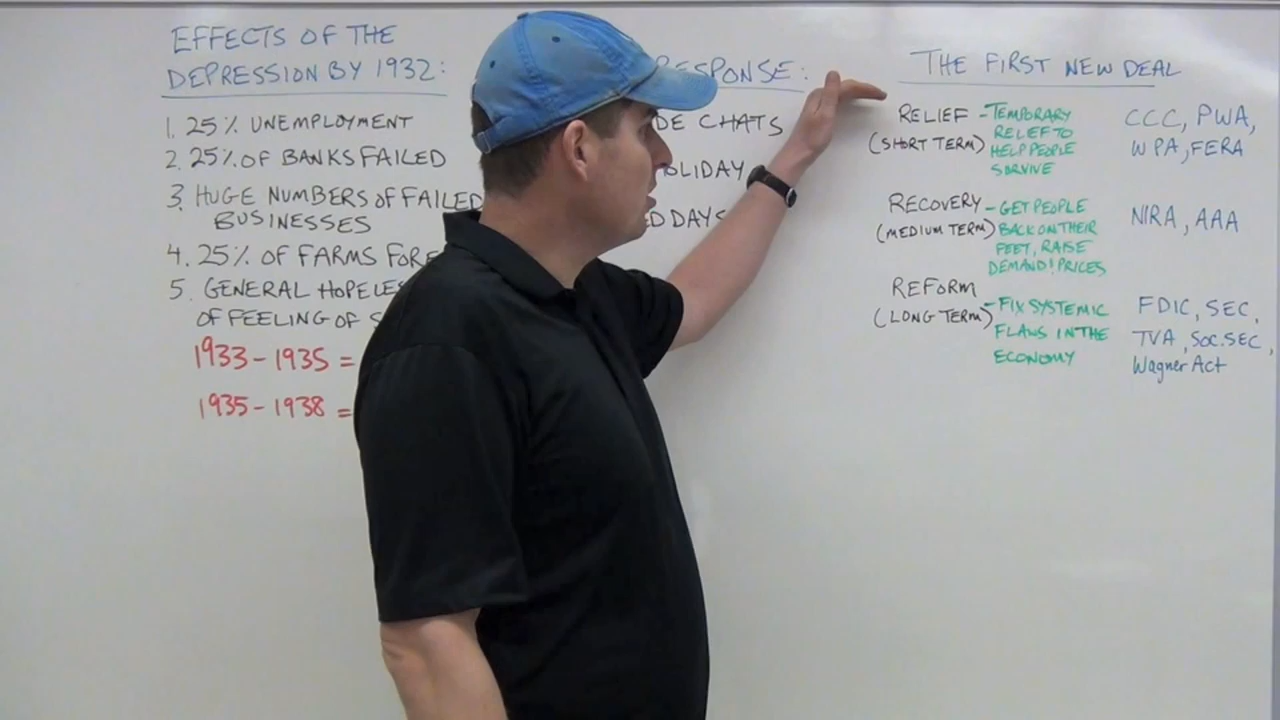 EFFECTS OF THE
DEPRESSION BY 1932:
1. 25% UNEMPLOYMENT
2. 25% OF BANKS FAILED
3. HUGE NUMBERS OF FAILED
BUSINESSES
4. 25% OF FARMS
5. GENERAL
OF FEELING OF
1933-1935 =
1935-1938 =
RESPONSE:
CHATS
DAYS
THE FIRST NEW DEAL
RELIEF - TEMPORARY
(SHORT TERM) RELIEF TO
HELP PEOPLE
SURVIVE
CCC, PWA,
WPA, FERA
RECOVERY - GET PEOPLE
(MEDIUM TERM) BACK ON THEIR
FEET, RAISE
DEMAND! PRICES
NIRA, AAA
REFORM
(LONG TERM) - FIX SYSTEMIC
FLAWS IN THE
ECONOMY
FDIC, SEC,
TVA, SOC. SEC,
Wagner Act